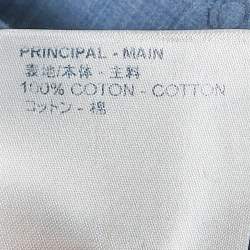 PRINCIPAL - MAIN
表地/本体 - 主料
100% COTON - COTTON
コットン - 棉